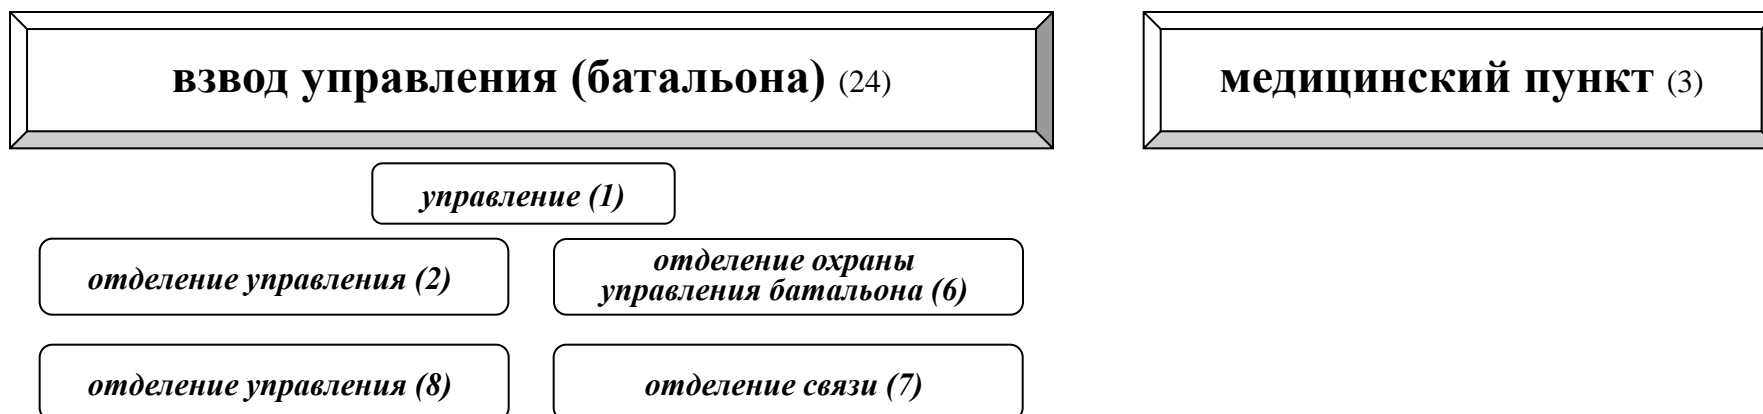 взвод управления (батальона) (24)
медицинский пункт (3)
управление (1)
отделение управления (2)
отделение охраны
управления батальона (6)
отделение управления (8)
отделение связи (7)